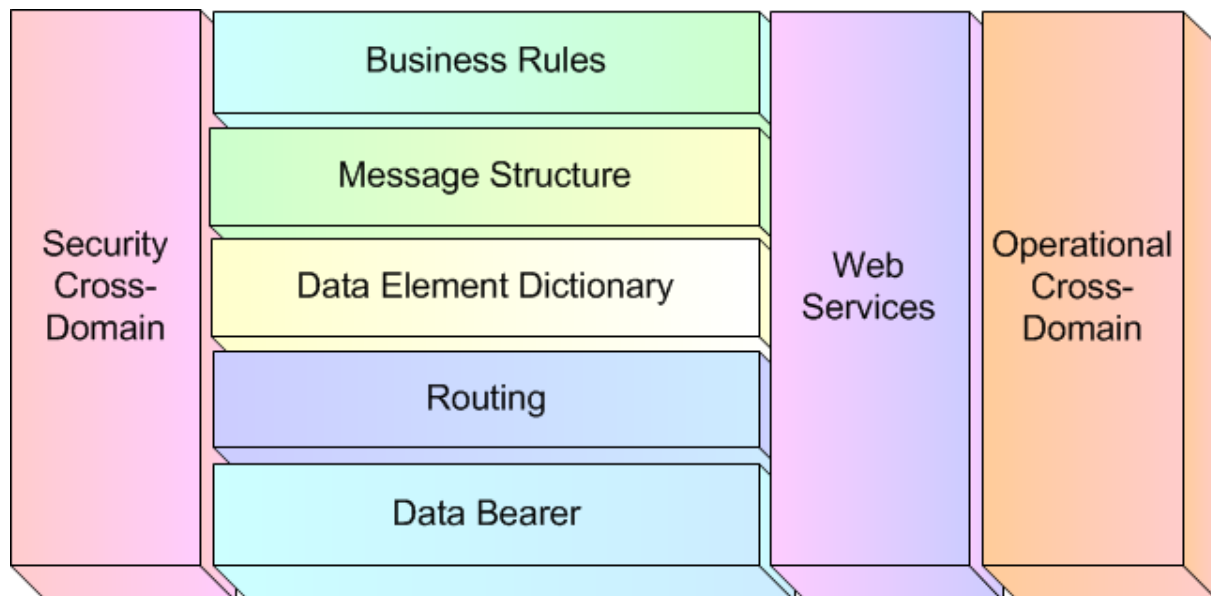 Security
Cross-
Domain
Business Rules
Message Structure
Data Element Dictionary
Routing
Data Bearer
Web
Services
Operational
Cross-
Domain